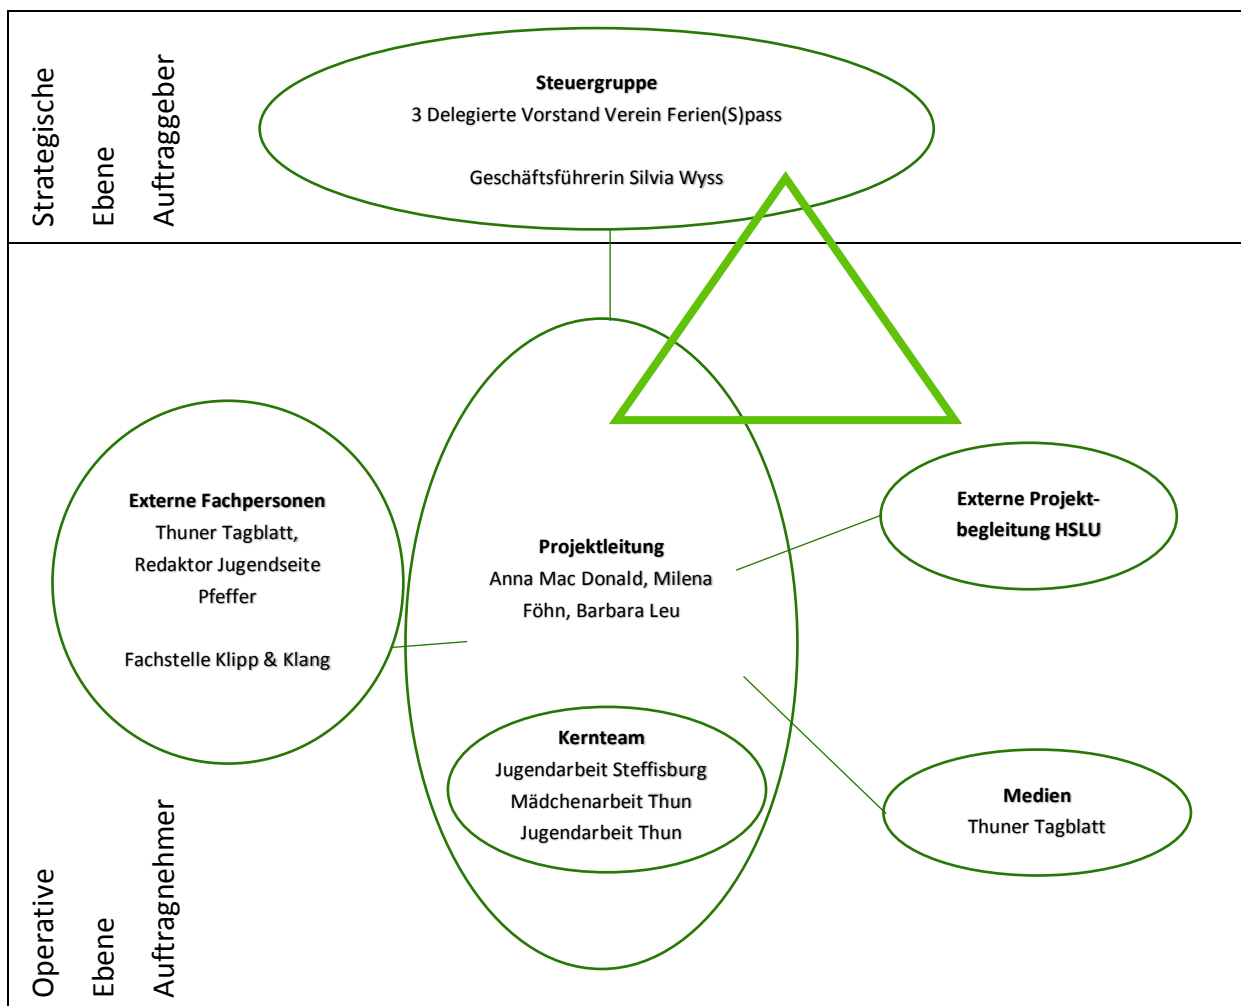 Strategische
Ebene
Auftraggeber
Steuergruppe
3 Delegierte Vorstand Verein Ferien(S)pass
Geschäftsführerin Silvia Wyss
Externe Fachpersonen
Thuner Tagblatt,
Redaktor Jugendseite
Pfeffer
Fachstelle Klipp & Klang
Projektleitung
Anna Mac Donald, Milena
Föhn, Barbara Leu
Externe Projekt-
begleitung HSLU
Kernteam
Jugendarbeit Steffisburg
Mädchenarbeit Thun
Jugendarbeit Thun
Medien
Thuner Tagblatt
Operative
Ebene
Auftragnehmer